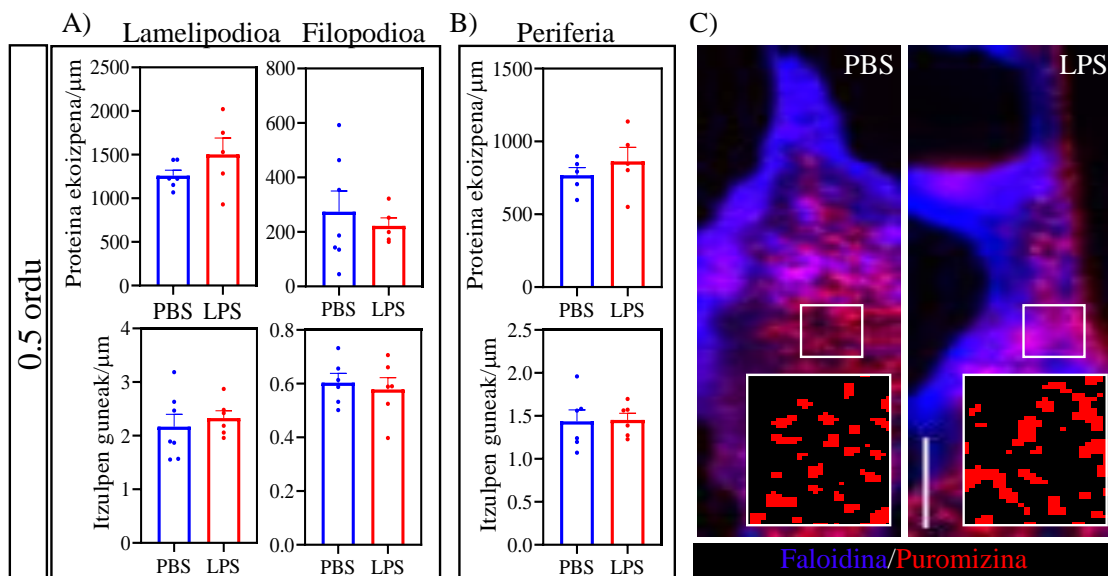 A)
Lamelipodioa
Filopodioa
B)
Periferia
C)
0.5 ordu
Proteina ekoizpena/µm
2500
2000
1500
1000
500
0
PBS LPS
800
600
400
200
0
PBS LPS
Proteina ekoizpena/µm
1500
1000
500
0
PBS LPS
Itzulpen guneak/µm
4
3
2
1
0
PBS LPS
0.8
0.6
0.4
0.2
0.0
PBS LPS
Itzulpen guneak/µm
2.5
2.0
1.5
1.0
0.5
0.0
PBS LPS
PBS
LPS
Faloidina/Puromizina